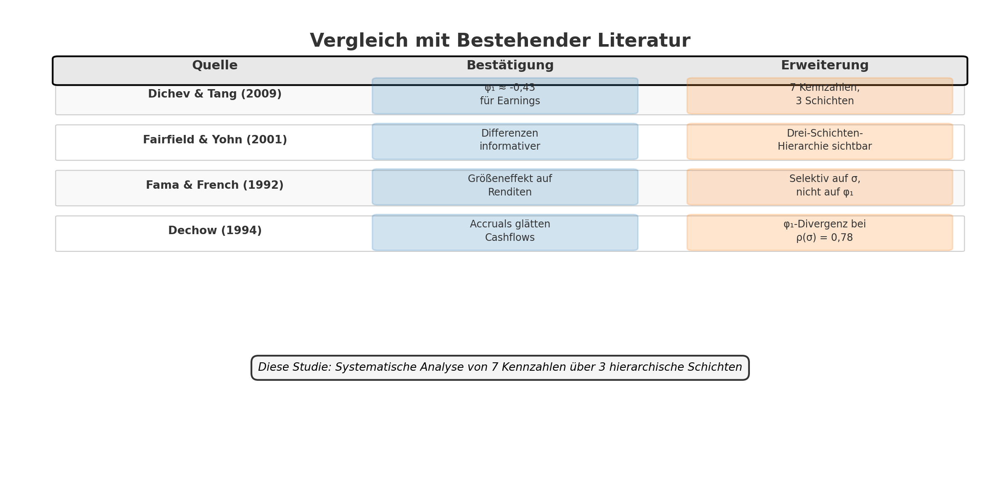 Vergleich mit Bestehender Literatur
Quelle Bestätigung Erweiterung
Dichev & Tang (2009)
φ₁ ≈ -0,43
für Earnings
7 Kennzahlen,
3 Schichten
Fairfield & Yohn (2001)
Differenzen
informativer
Drei-Schichten-
Hierarchie sichtbar
Fama & French (1992)
Größeneffekt auf
Renditen
Selektiv auf σ,
nicht auf φ₁
Dechow (1994)
Accruals glätten
Cashflows
φ₁-Divergenz bei
ρ(σ) = 0,78
Diese Studie: Systematische Analyse von 7 Kennzahlen über 3 hierarchische Schichten